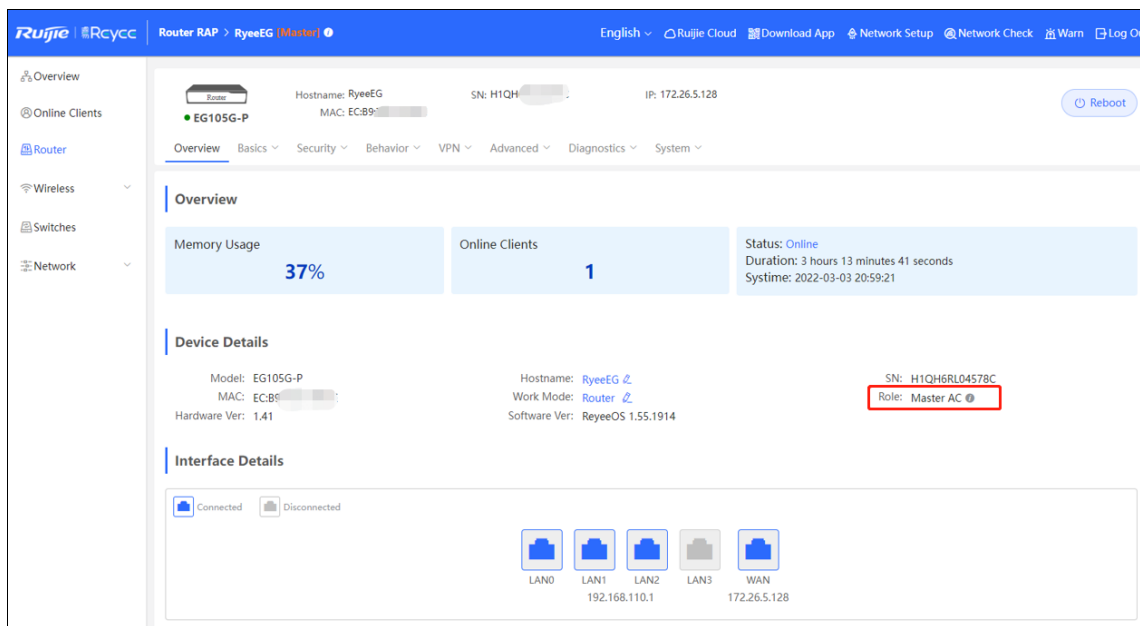 Ruijie | Rcycc Router RAP > RyeeEG [Master] English Ruijie Cloud Download App Network Setup Network Check Warn Log Ou
Overview
Online Clients
Router
Wireless
Switches
Network
Router
EG105G-P
Hostname: RyeeEG SN: H1QH IP: 172.26.5.128
MAC: EC:B9:
Reboot
Overview Basics Security Behavior VPN Advanced Diagnostics System
Overview
Memory Usage
37%
Online Clients
1
Status: Online
Duration: 3 hours 13 minutes 41 seconds
Systime: 2022-03-03 20:59:21
Device Details
Model: EG105G-P Hostname: RyeeEG SN: H1QH6RL04578C
MAC: EC:B9 Work Mode: Router Role: Master AC
Hardware Ver: 1.41 Software Ver: ReyeeOS 1.55.1914
Interface Details
Connected Disconnected
LAN0 LAN1 LAN2 LAN3 WAN
192.168.110.1 172.26.5.128